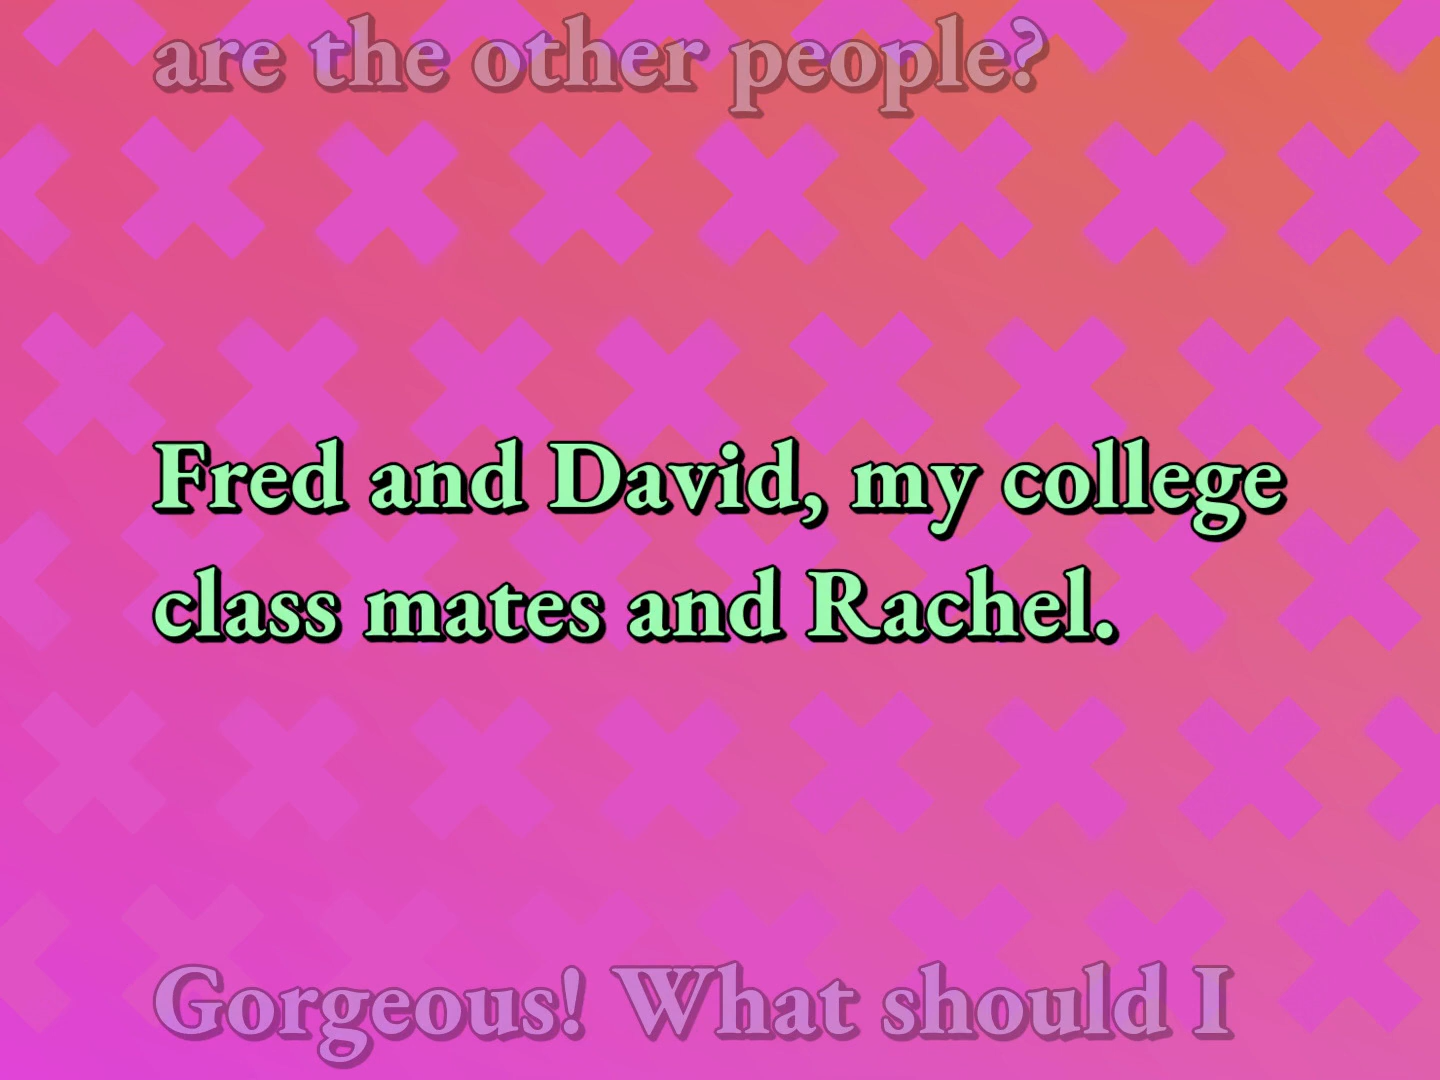 are the other people?
Fred and David, my college
class mates and Rachel.
Gorgeous! What should I